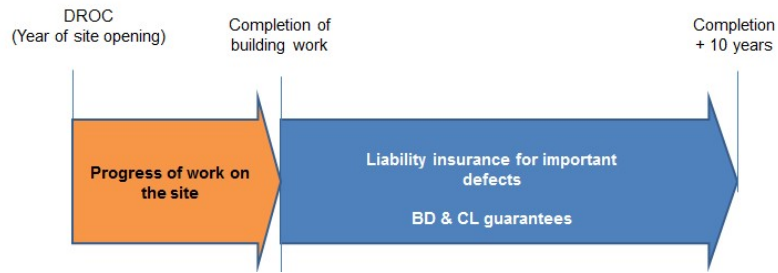 DROC
(Year of site opening)
Completion of
building work
Completion
+ 10 years
Progress of work on
the site
Liability insurance for important
defects
BD & CL guarantees